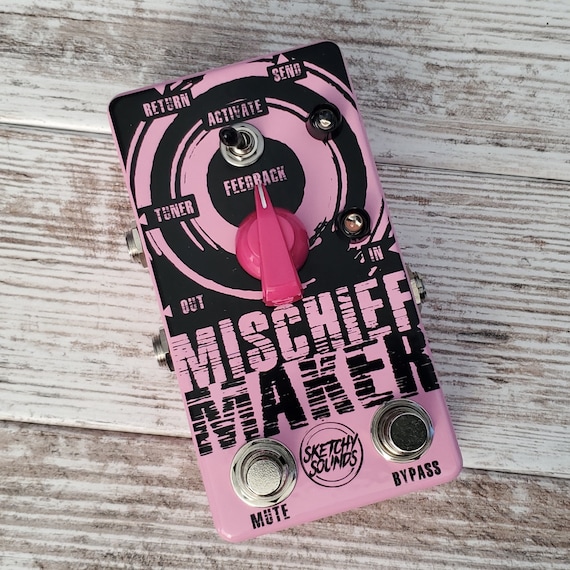 SEND
RETURN
ACTIVATE
FEEDBACK
TUNER
IN
OUT
MISCHIEF
MAKER
SKETCHY
SOUNDS
BYPASS
MUTE